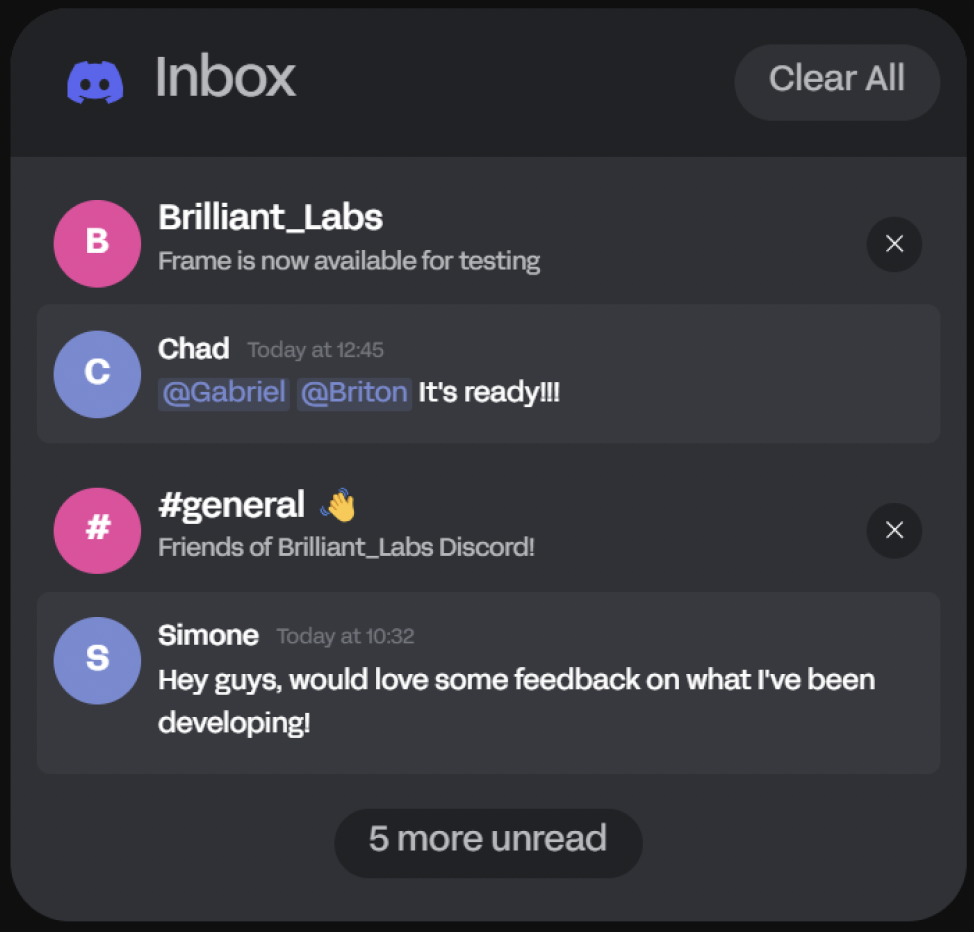 Inbox
Clear All
B
Brilliant_Labs
Frame is now available for testing
C
Chad Today at 12:45
@Gabriel @Briton It's ready!!!
#
#general 👋
Friends of Brilliant_Labs Discord!
S
Simone Today at 10:32
Hey guys, would love some feedback on what I've been
developing!
5 more unread